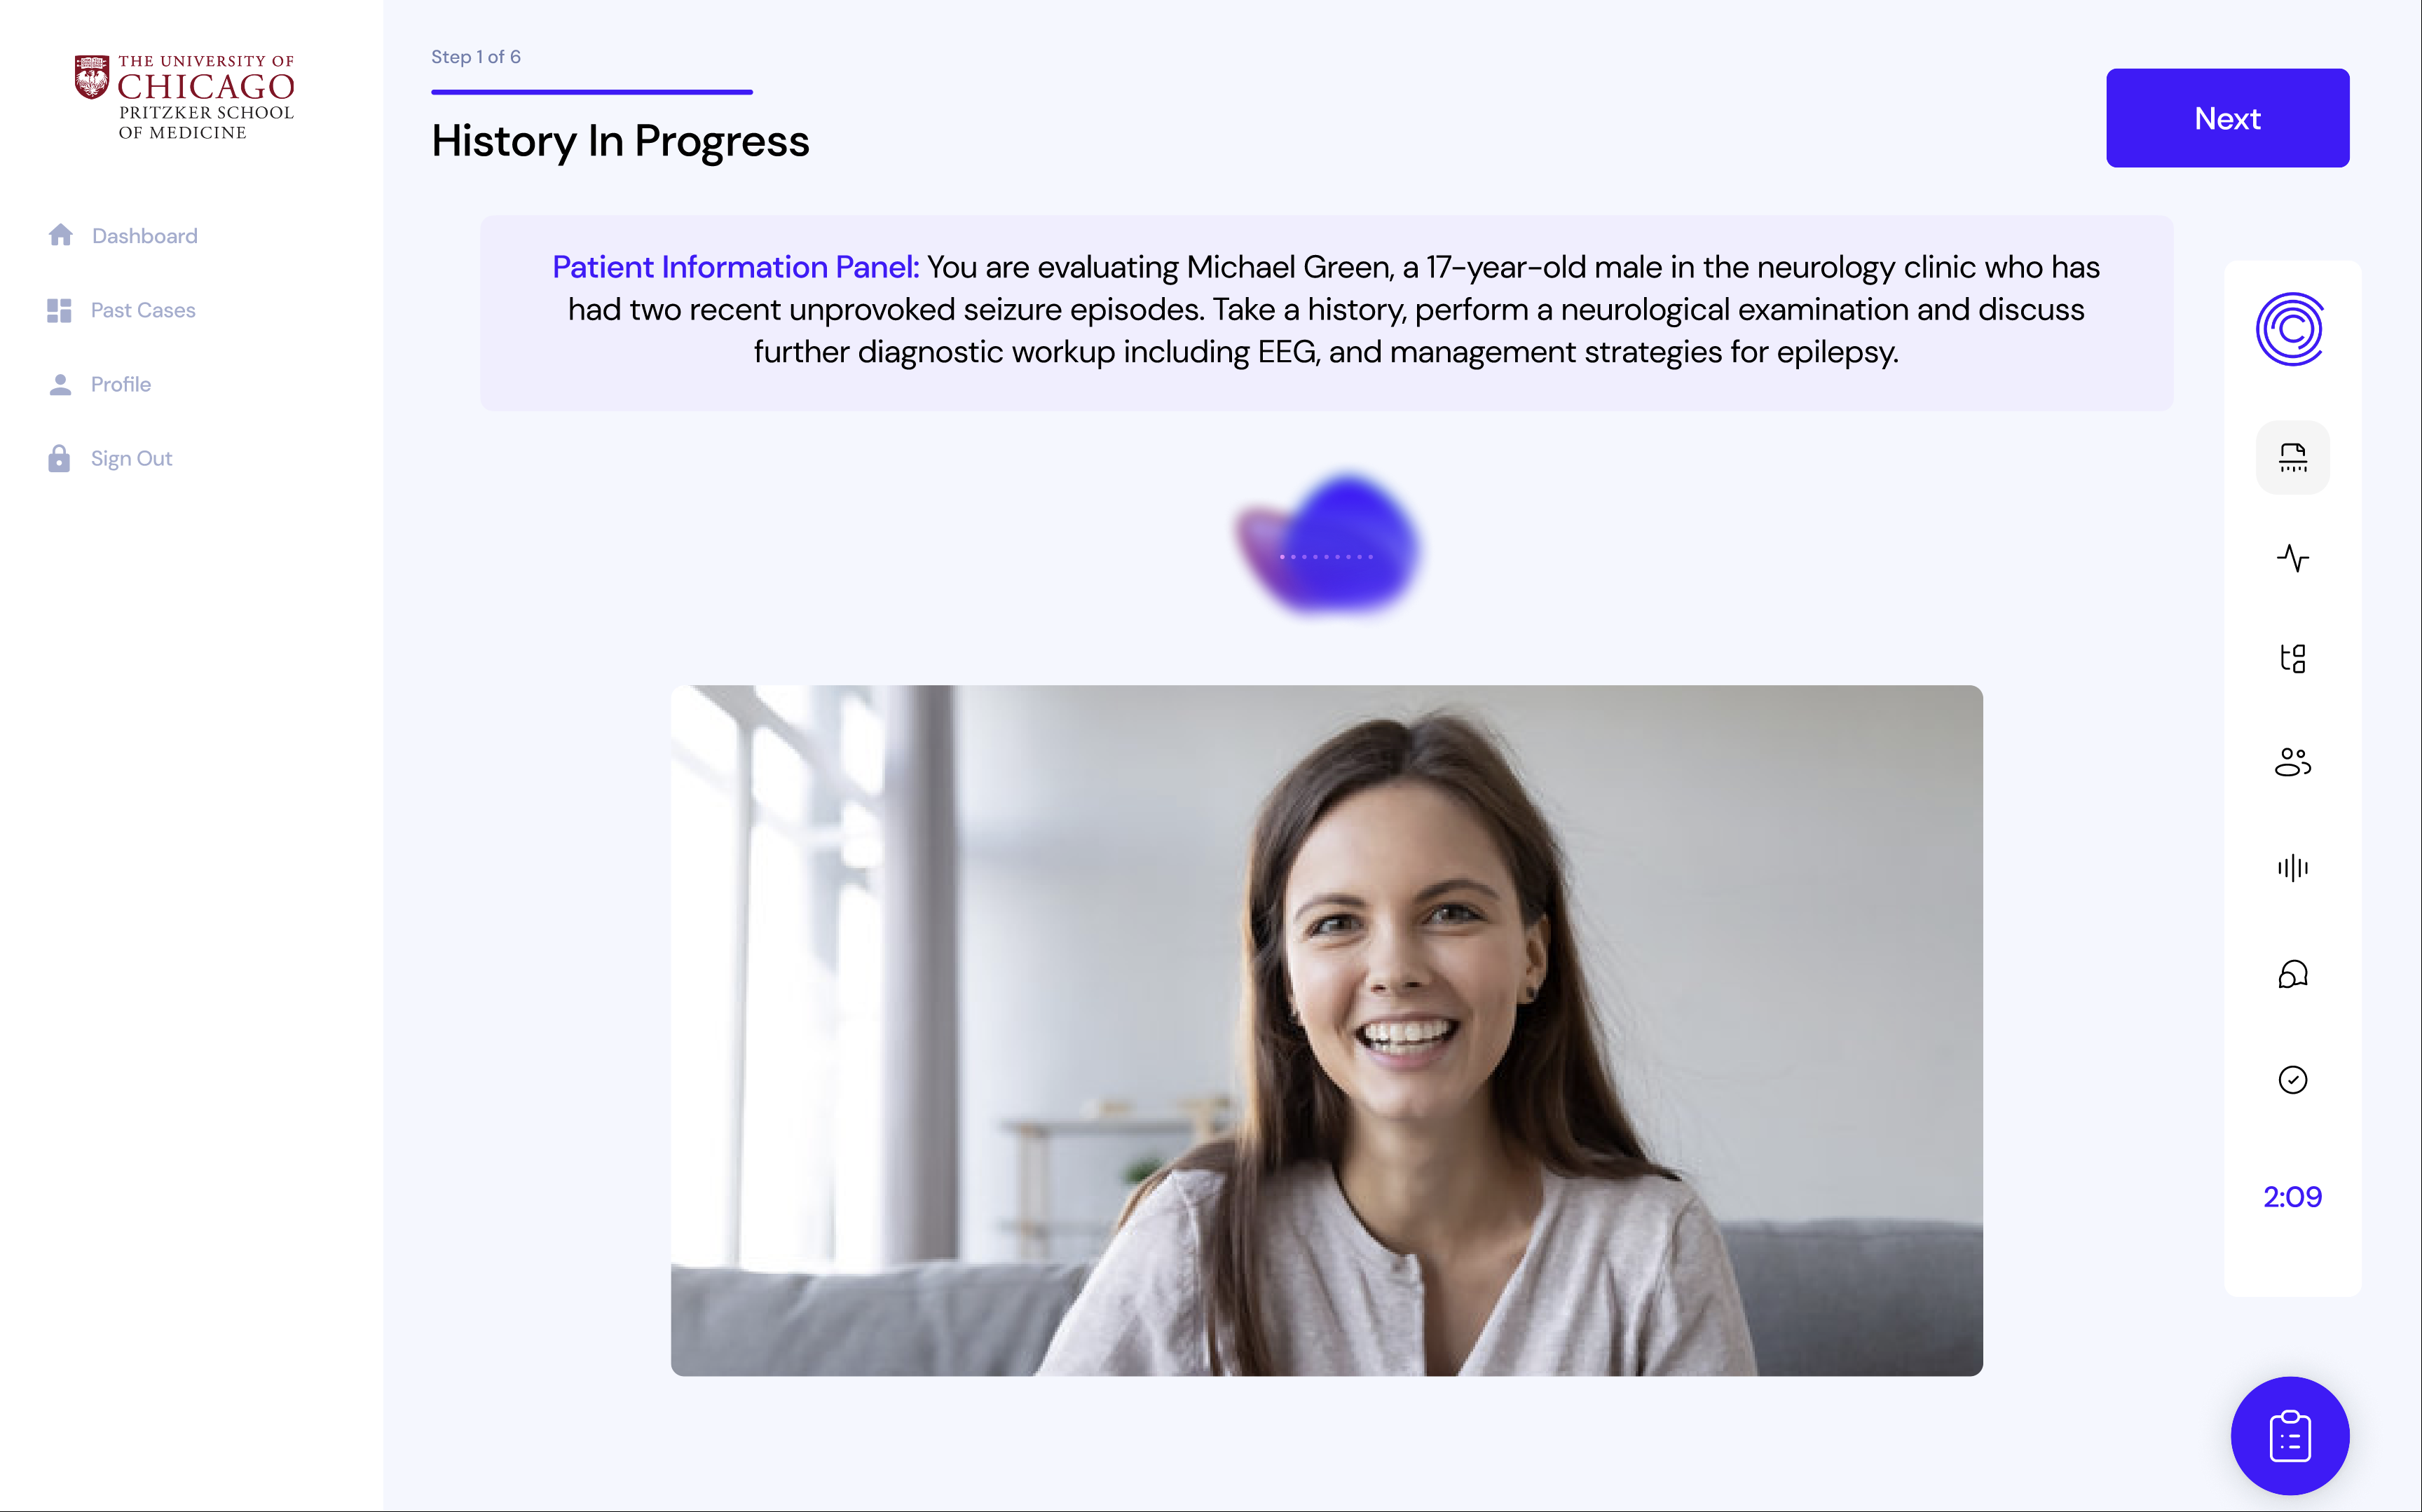 THE UNIVERSITY OF
CHICAGO
PRITZKER SCHOOL
OF MEDICINE
Dashboard
Past Cases
Profile
Sign Out
Step 1 of 6
History In Progress
Next
Patient Information Panel: You are evaluating Michael Green, a 17-year-old male in the neurology clinic who has
had two recent unprovoked seizure episodes. Take a history, perform a neurological examination and discuss
further diagnostic workup including EEG, and management strategies for epilepsy.
2:09